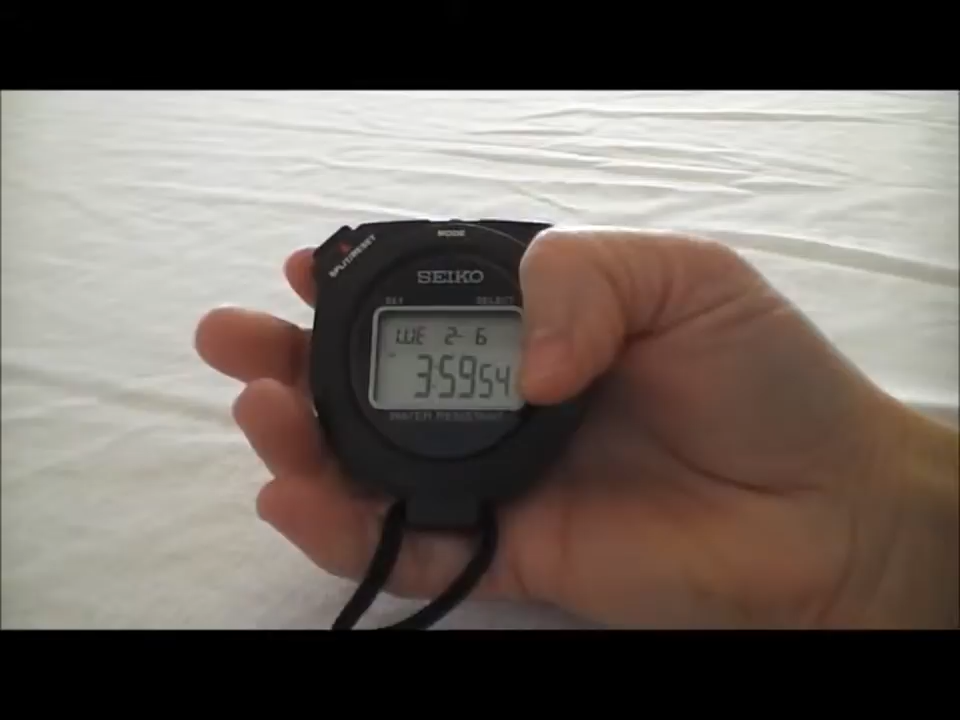 MODE
SPLIT/RESET
SEIKO
SET SELECT
WE 2- 6
3:59 54
WATER RESISTANT